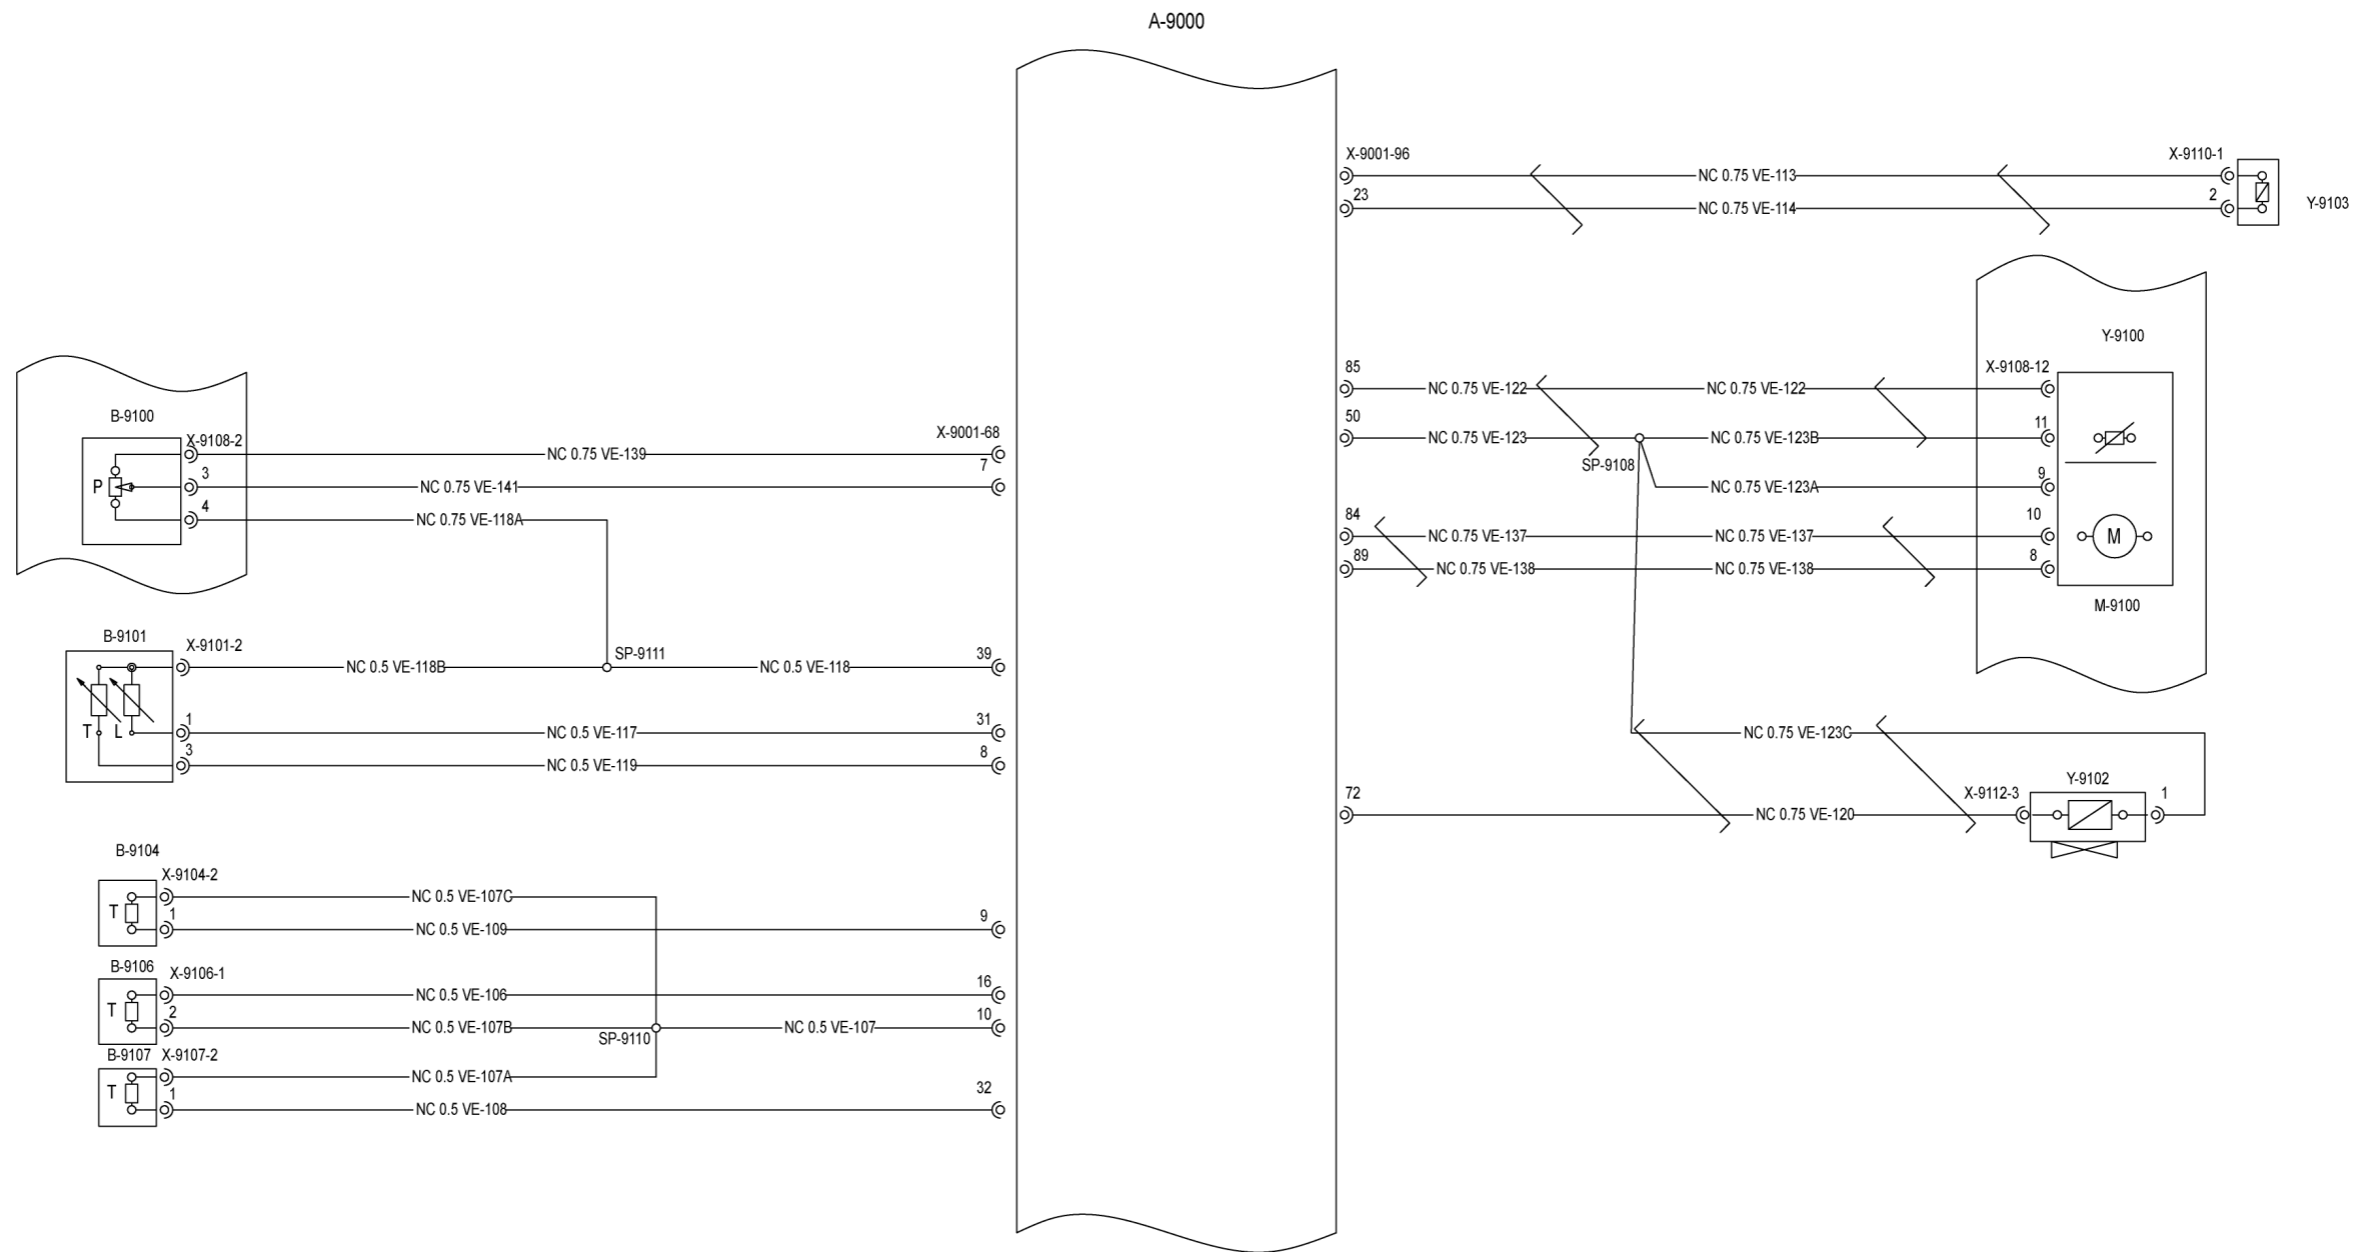 A-9000
X-9001-96
NC 0.75 VE-113
X-9110-1
23
NC 0.75 VE-114
2
Y-9103
Y-9100
85
NC 0.75 VE-122
NC 0.75 VE-122
X-9108-12
50
NC 0.75 VE-123
SP-9108
NC 0.75 VE-123B
11
NC 0.75 VE-123A
9
84
NC 0.75 VE-137
NC 0.75 VE-137
10
M
89
NC 0.75 VE-138
NC 0.75 VE-138
8
M-9100
NC 0.75 VE-123C
Y-9102
72
NC 0.75 VE-120
X-9112-3
1
B-9100
X-9108-2
NC 0.75 VE-139
X-9001-68
P
3
NC 0.75 VE-141
7
4
NC 0.75 VE-118A
B-9101
X-9101-2
NC 0.5 VE-118B
SP-9111
NC 0.5 VE-118
39
T
L
1
NC 0.5 VE-117
31
3
NC 0.5 VE-119
8
B-9104
X-9104-2
NC 0.5 VE-107C
T
1
NC 0.5 VE-109
9
B-9106
X-9106-1
NC 0.5 VE-106
16
T
2
NC 0.5 VE-107B
SP-9110
NC 0.5 VE-107
10
B-9107
X-9107-2
NC 0.5 VE-107A
T
1
NC 0.5 VE-108
32